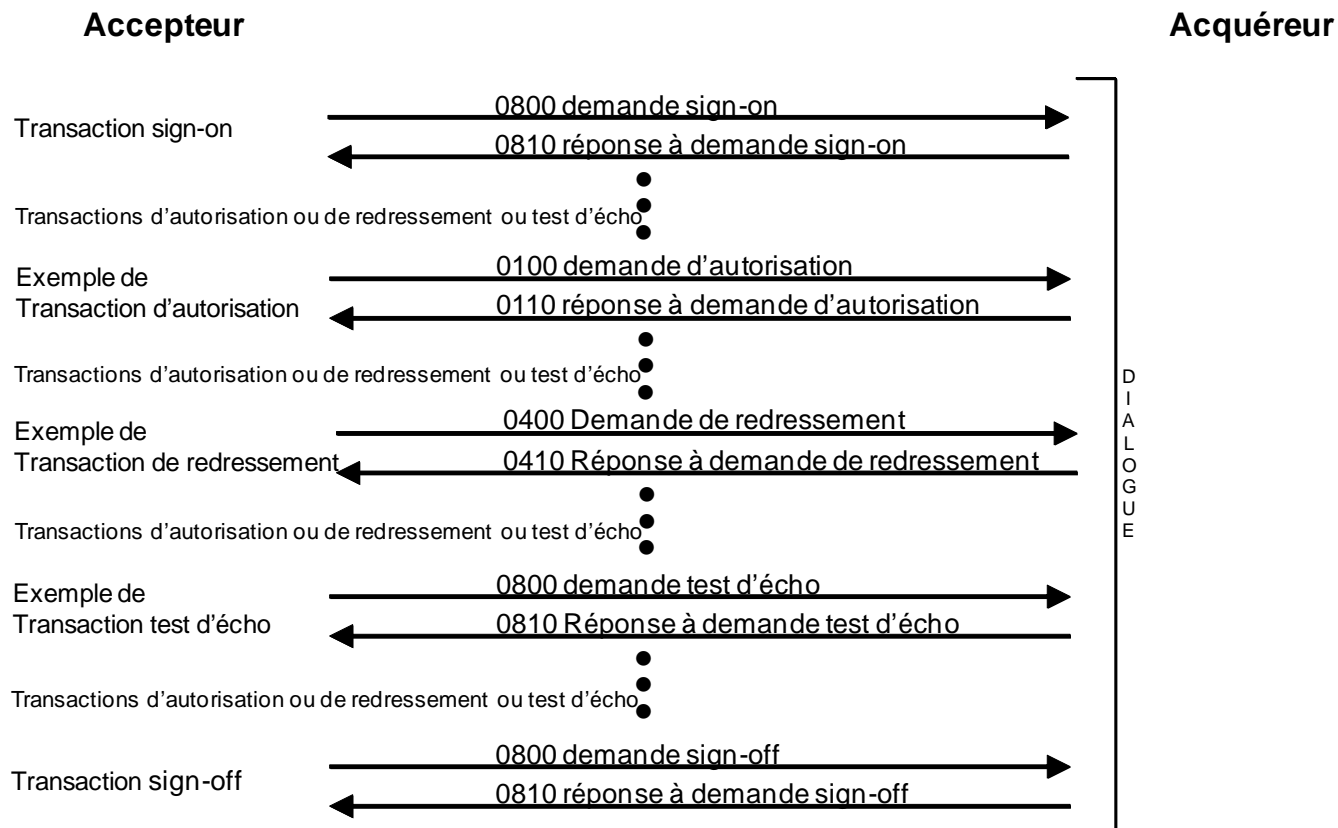 Accepteur
Acquéreur
0800 demande sign-on
Transaction sign-on
0810 réponse à demande sign-on
Transactions d’autorisation ou de redressement ou test d’écho
0100 demande d’autorisation
Exemple de
Transaction d’autorisation
0110 réponse à demande d’autorisation
Transactions d’autorisation ou de redressement ou test d’écho
0400 Demande de redressement
Exemple de
Transaction de redressement
0410 Réponse à demande de redressement
Transactions d’autorisation ou de redressement ou test d’écho
0800 demande test d’écho
Exemple de
Transaction test d’écho
0810 Réponse à demande test d’écho
Transactions d’autorisation ou de redressement ou test d’écho
0800 demande sign-off
Transaction sign-off
0810 réponse à demande sign-off
DIALOGUE